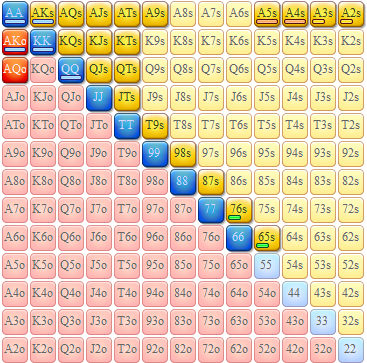 AA AKs AQs AJs ATs A9s A8s A7s A6s A5s A4s A3s A2s
AKo KK KQs KJs KTs K9s K8s K7s K6s K5s K4s K3s K2s
AQo KQo QQ QJs QTs Q9s Q8s Q7s Q6s Q5s Q4s Q3s Q2s
AJo KJo QJo JJ JTs J9s J8s J7s J6s J5s J4s J3s J2s
ATo KTo QTo JTo TT T9s T8s T7s T6s T5s T4s T3s T2s
A9o K9o Q9o J9o T9o 99 98s 97s 96s 95s 94s 93s 92s
A8o K8o Q8o J8o T8o 98o 88 87s 86s 85s 84s 83s 82s
A7o K7o Q7o J7o T7o 97o 87o 77 76s 75s 74s 73s 72s
A6o K6o Q6o J6o T6o 96o 86o 76o 66 65s 64s 63s 62s
A5o K5o Q5o J5o T5o 95o 85o 75o 65o 55 54s 53s 52s
A4o K4o Q4o J4o T4o 94o 84o 74o 64o 54o 44 43s 42s
A3o K3o Q3o J3o T3o 93o 83o 73o 63o 53o 43o 33 32s
A2o K2o Q2o J2o T2o 92o 82o 72o 62o 52o 42o 32o 22